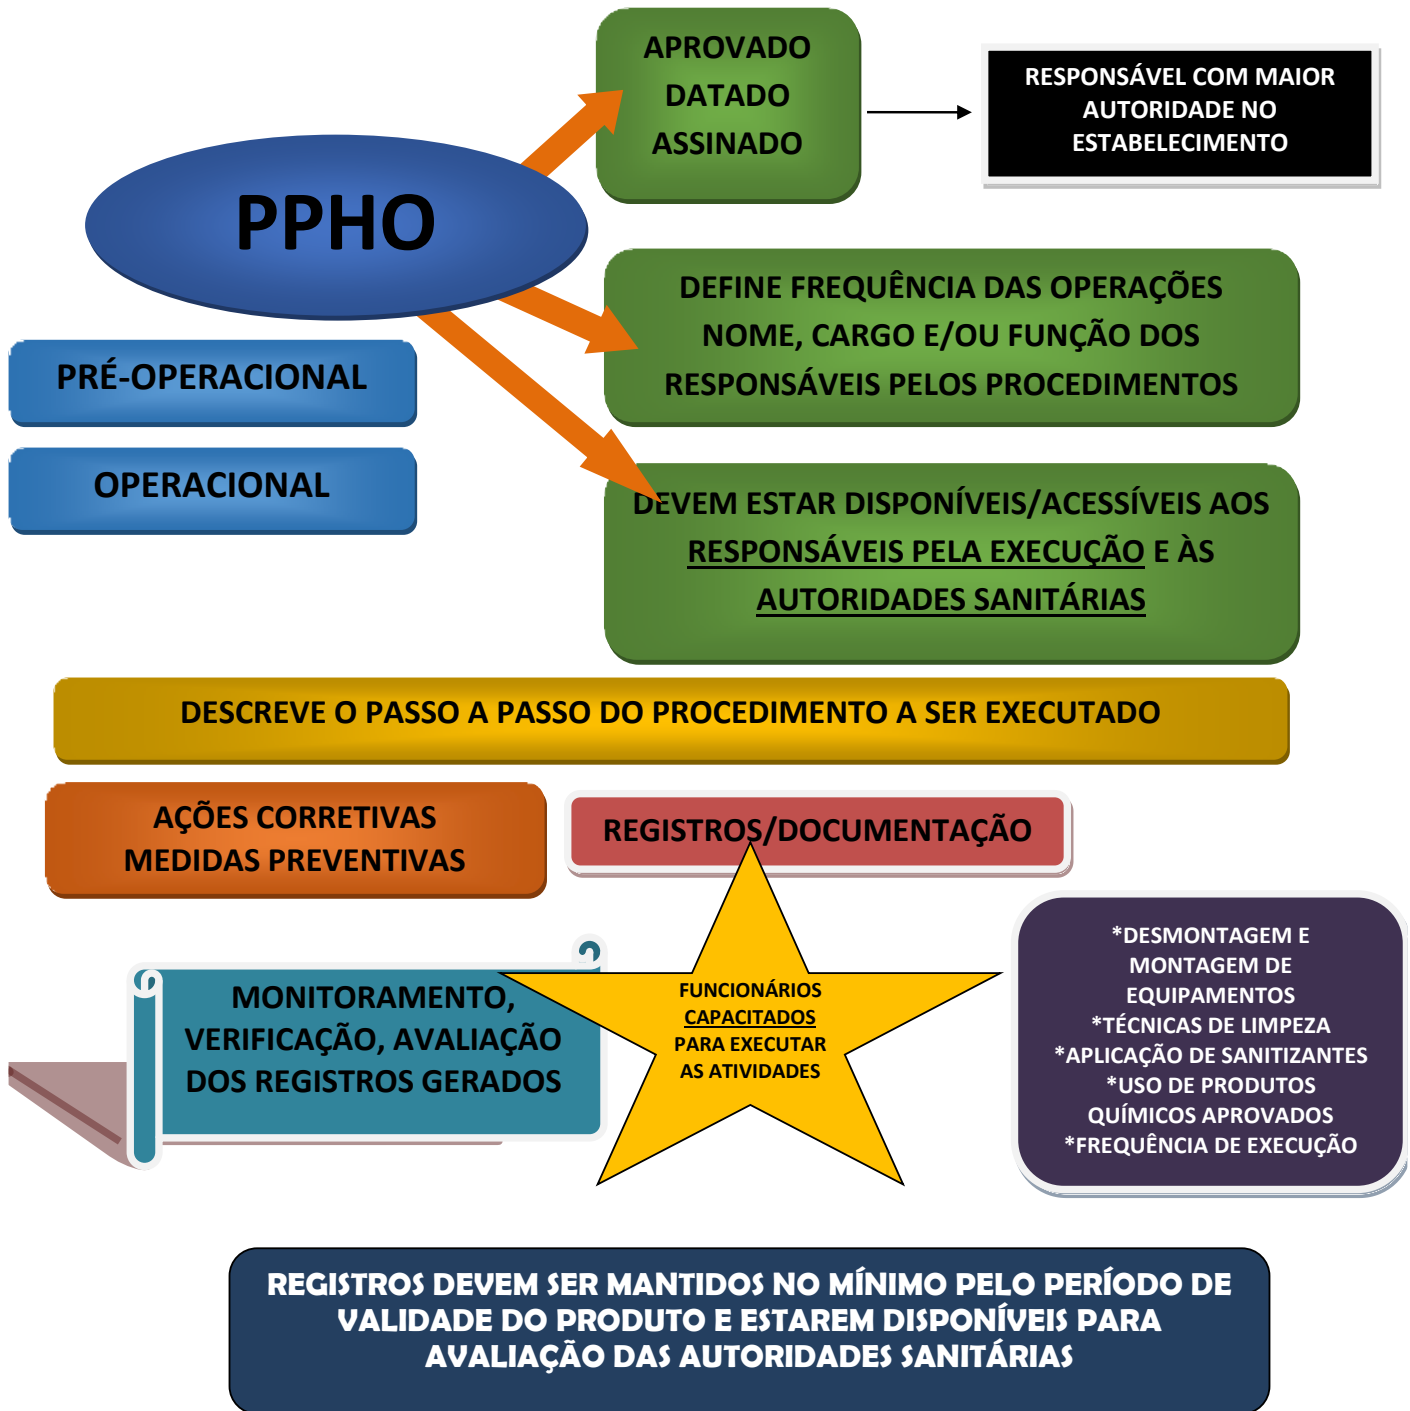 APROVADO
DATADO
ASSINADO
RESPONSÁVEL COM MAIOR
AUTORIDADE NO
ESTABELECIMENTO
PPHO
DEFINE FREQUÊNCIA DAS OPERAÇÕES
NOME, CARGO E/OU FUNÇÃO DOS
RESPONSÁVEIS PELOS PROCEDIMENTOS
PRÉ-OPERACIONAL
OPERACIONAL
DEVEM ESTAR DISPONÍVEIS/ACESSÍVEIS AOS
RESPONSÁVEIS PELA EXECUÇÃO E ÀS
AUTORIDADES SANITÁRIAS
DESCREVE O PASSO A PASSO DO PROCEDIMENTO A SER EXECUTADO
AÇÕES CORRETIVAS
MEDIDAS PREVENTIVAS
REGISTROS/DOCUMENTAÇÃO
MONITORAMENTO,
VERIFICAÇÃO, AVALIAÇÃO
DOS REGISTROS GERADOS
FUNCIONÁRIOS
CAPACITADOS
PARA EXECUTAR
AS ATIVIDADES
*DESMONTAGEM E
MONTAGEM DE
EQUIPAMENTOS
*TÉCNICAS DE LIMPEZA
*APLICAÇÃO DE SANITIZANTES
*USO DE PRODUTOS
QUÍMICOS APROVADOS
*FREQUÊNCIA DE EXECUÇÃO
REGISTROS DEVEM SER MANTIDOS NO MÍNIMO PELO PERÍODO DE
VALIDADE DO PRODUTO E ESTAREM DISPONÍVEIS PARA
AVALIAÇÃO DAS AUTORIDADES SANITÁRIAS